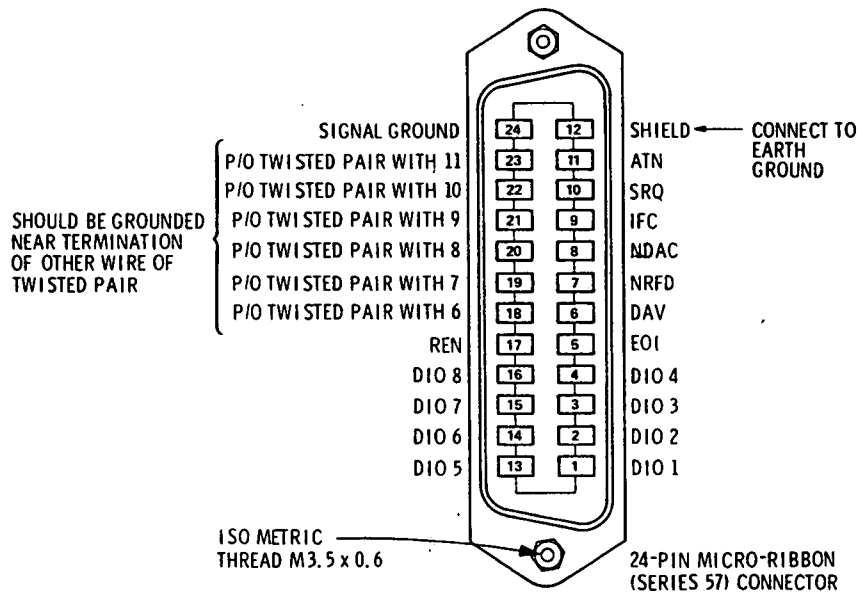 SIGNAL GROUND 24 12 SHIELD CONNECT TO
EARTH
GROUND
P/O TWISTED PAIR WITH 11 23 11 ATN
P/O TWISTED PAIR WITH 10 22 10 SRQ
P/O TWISTED PAIR WITH 9 21 9 IFC
P/O TWISTED PAIR WITH 8 20 8 NDAC
P/O TWISTED PAIR WITH 7 19 7 NRFD
P/O TWISTED PAIR WITH 6 18 6 DAV
SHOULD BE GROUNDED
NEAR TERMINATION
OF OTHER WIRE OF
TWISTED PAIR
REN 17 5 EOI
DIO 8 16 4 DIO 4
DIO 7 15 3 DIO 3
DIO 6 14 2 DIO 2
DIO 5 13 1 DIO 1
ISO METRIC
THREAD M3.5 x 0.6
24-PIN MICRO-RIBBON
(SERIES 57) CONNECTOR